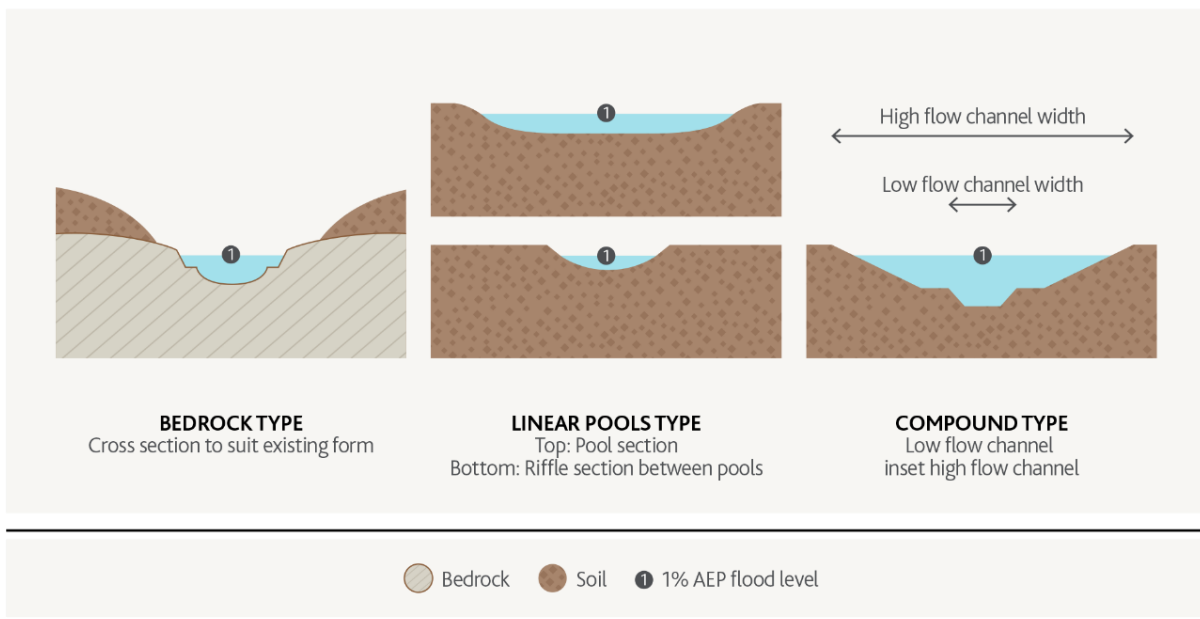 1
1
1
High flow channel width
Low flow channel width
1
BEDROCK TYPE
Cross section to suit existing form
LINEAR POOLS TYPE
Top: Pool section
Bottom: Riffle section between pools
COMPOUND TYPE
Low flow channel
inset high flow channel
Bedrock
Soil
1 1% AEP flood level